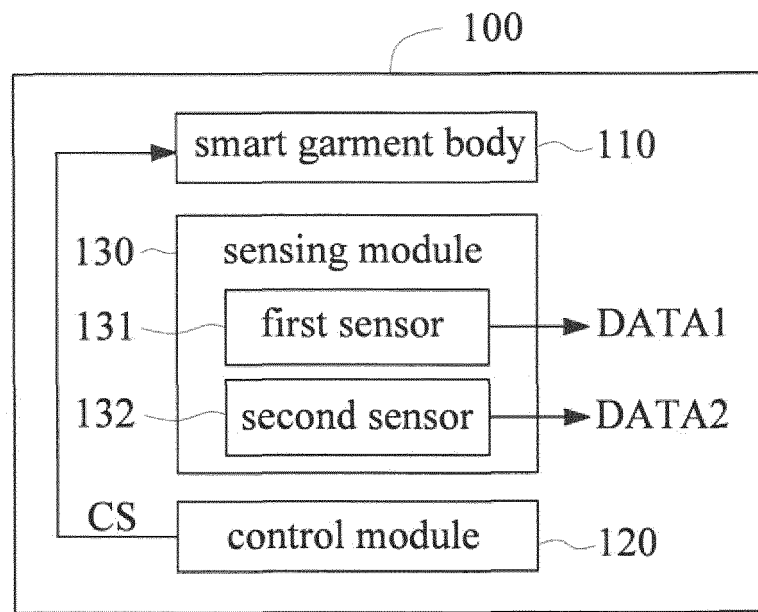 100
smart garment body 110
130 sensing module
131 first sensor DATA1
132 second sensor DATA2
CS control module 120